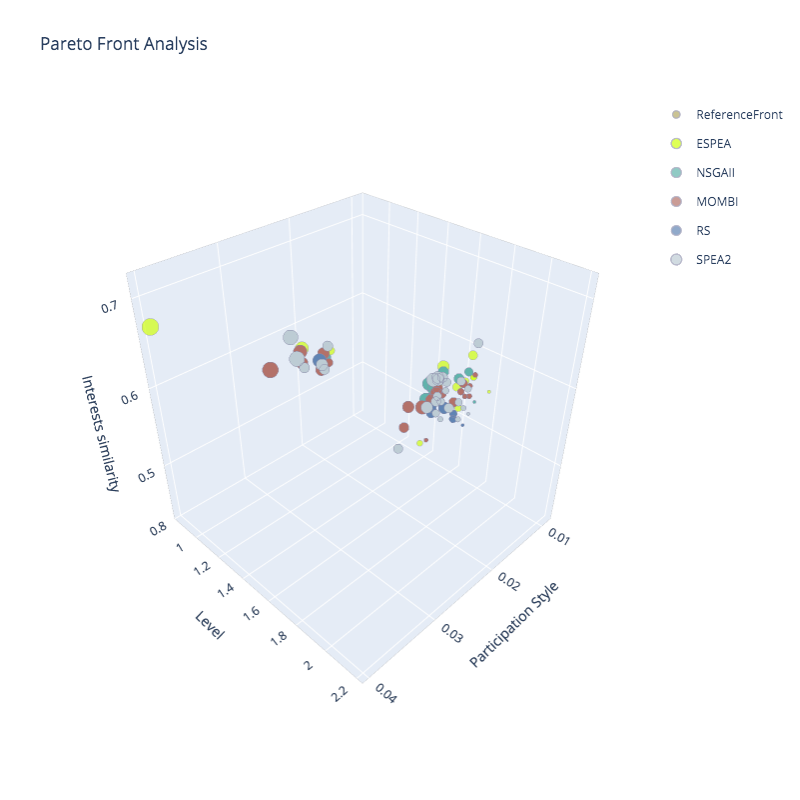 Pareto Front Analysis
ReferenceFront
ESPEA
NSGAII
MOMBI
RS
SPEA2
0.7
0.6
0.5
Interests similarity
0.8
1
1.2
1.4
1.6
1.8
2
2.2
Level
0.01
0.02
0.03
0.04
Participation Style